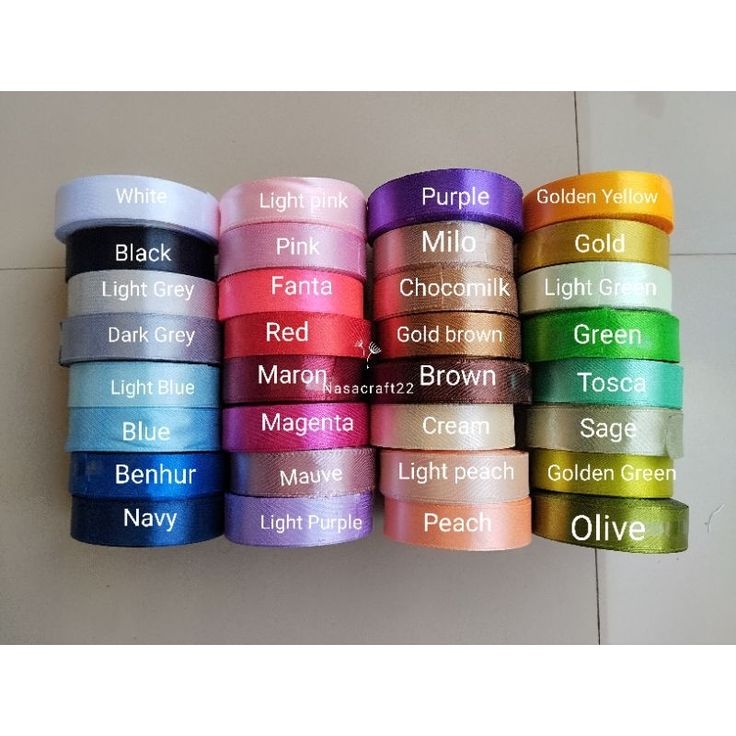 White
Black
Light Grey
Dark Grey
Light Blue
Blue
Benhur
Navy
Light pink
Pink
Fanta
Red
Maron
Magenta
Mauve
Light Purple
Nasacraft22
Purple
Milo
Chocomilk
Gold brown
Brown
Cream
Light peach
Peach
Golden Yellow
Gold
Light Green
Green
Tosca
Sage
Golden Green
Olive